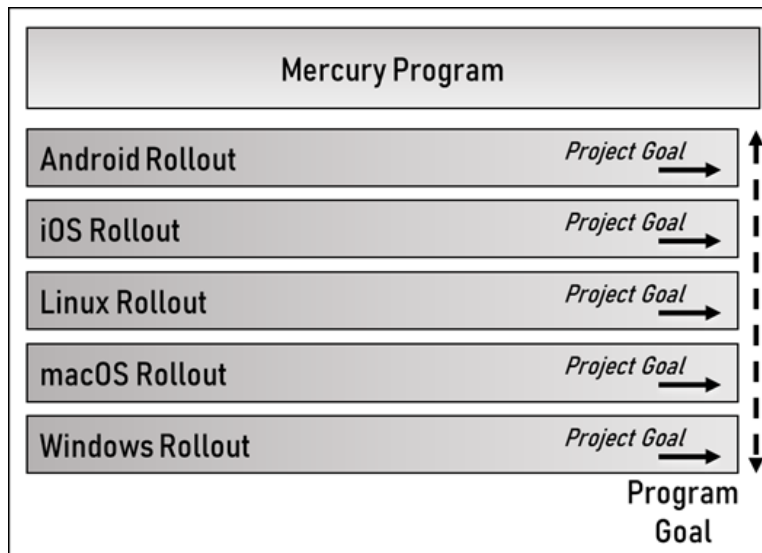 Mercury Program
Android Rollout
Project Goal
iOS Rollout
Project Goal
Linux Rollout
Project Goal
macOS Rollout
Project Goal
Windows Rollout
Project Goal
Program
Goal